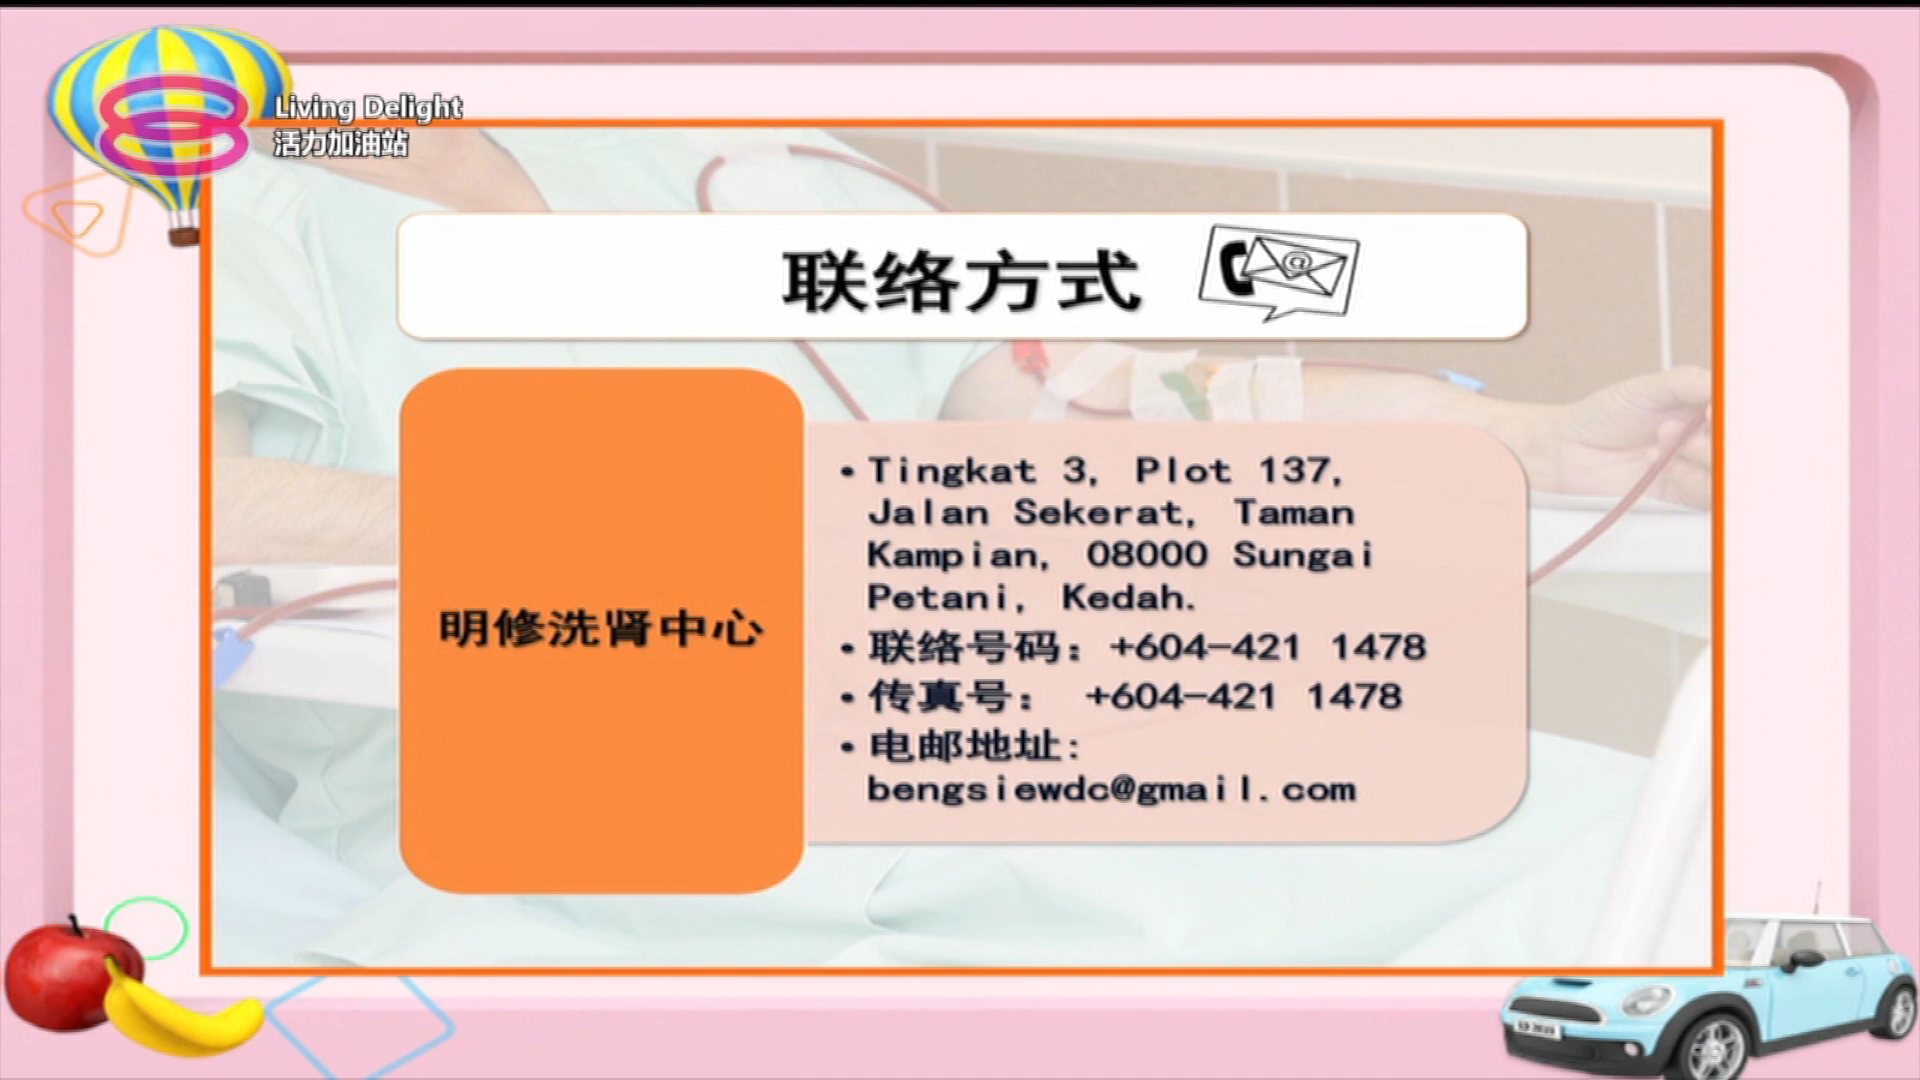 Living Delight
活力加油站
联络方式
明修洗肾中心
• Tingkat 3, Plot 137,
Jalan Sekerat, Taman
Kampian, 08000 Sungai
Petani, Kedah.
• 联络号码：+604-421 1478
• 传真号： +604-421 1478
• 电邮地址:
bengsiewdc@gmail.com